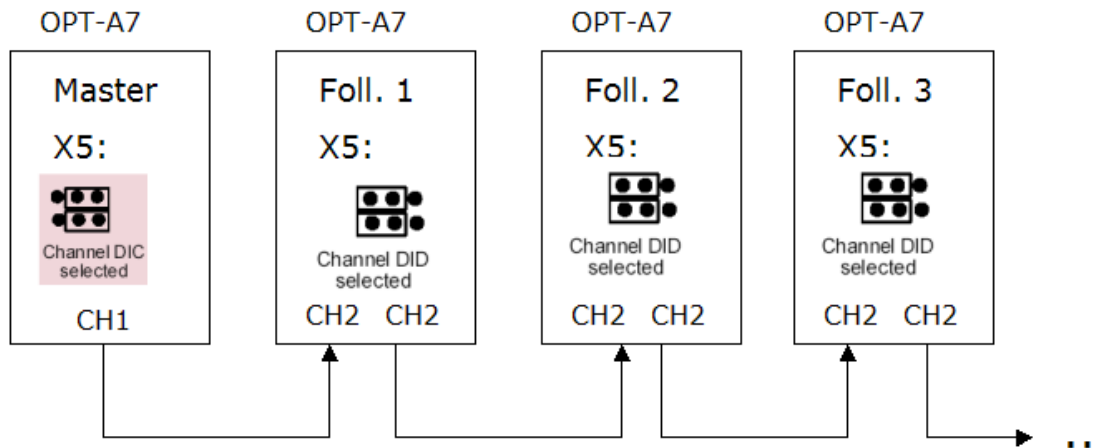 OPT-A7
OPT-A7
OPT-A7
OPT-A7
Master
X5:
Channel DIC
selected
CH1
Foll. 1
X5:
Channel DID
selected
CH2 CH2
Foll. 2
X5:
Channel DID
selected
CH2 CH2
Foll. 3
X5:
Channel DID
selected
CH2 CH2
..